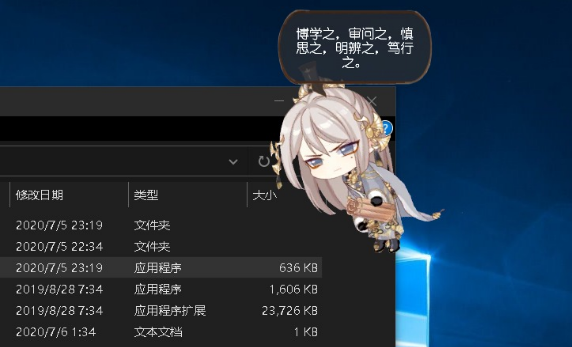 博学之，审问之，慎
思之，明辨之，笃行
之。
?
修改日期 类型 大小
2020/7/5 23:19 文件夹
2020/7/5 22:34 文件夹
2020/7/5 23:19 应用程序 636 KB
2019/8/28 7:34 应用程序 1,606 KB
2019/8/28 7:34 应用程序扩展 23,726 KB
2020/7/6 1:34 文本文档 1 KB